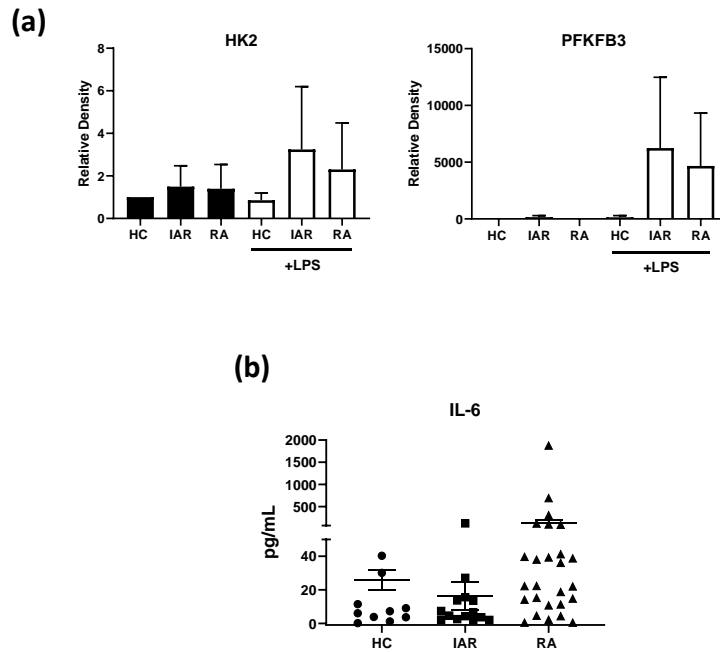 (a)
HK2
Relative Density
8
6
4
2
0
HC IAR RA HC IAR RA
+LPS
PFKFB3
Relative Density
15000
10000
5000
0
HC IAR RA HC IAR RA
+LPS
(b)
IL-6
pg/mL
2000
1500
1000
500
40
20
0
HC IAR RA